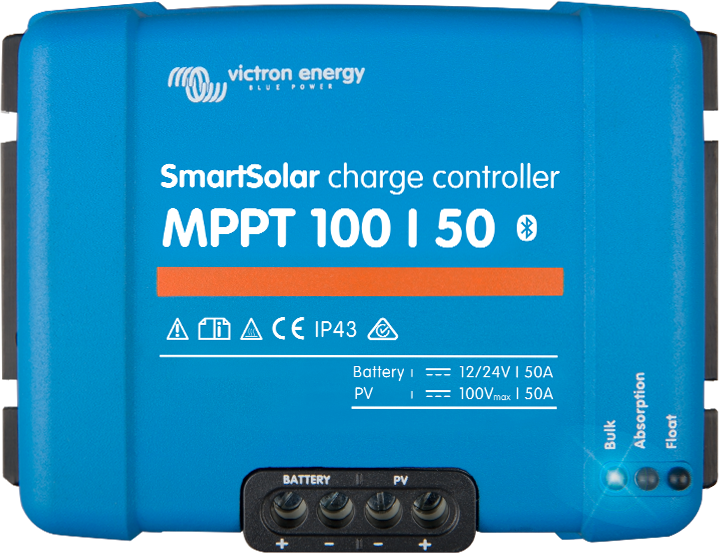 victron energy
BLUE POWER
SmartSolar charge controller
MPPT 100 | 50
CE IP43
Battery 12/24V | 50A
PV 100Vmax | 50A
Bulk
Absorption
Float
BATTERY PV
+ - - +